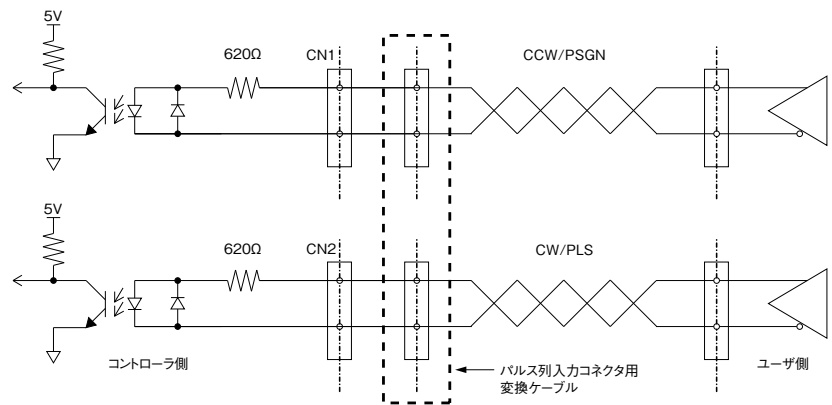 5V
620Ω
CN1
CCW/PSGN
5V
620Ω
CN2
CW/PLS
コントローラ側
パルス列入力コネクタ用
変換ケーブル
ユーザ側